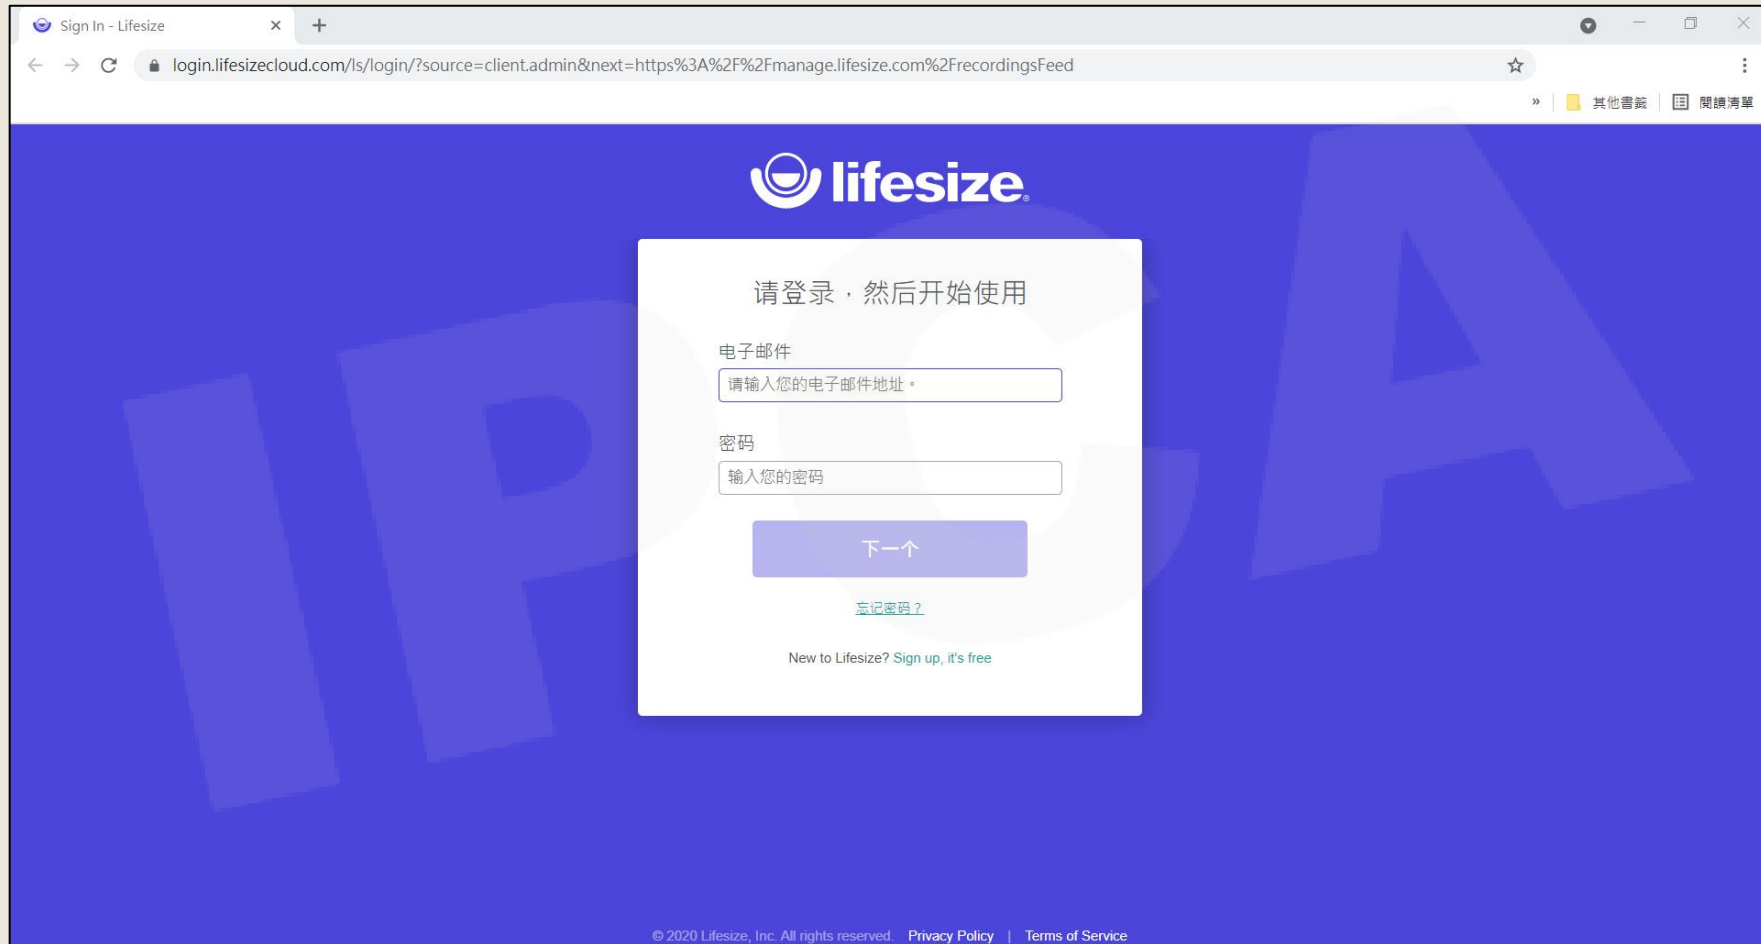 Sign In - Lifesize
login.lifesizecloud.com/ls/login/?source=client.admin&next=https%3A%2F%2Fmanage.lifesize.com%2FrecordingsFeed
» 其他書籤 閱讀清單
lifesize®
请登录，然后开始使用
电子邮件
请输入您的电子邮件地址。
密码
输入您的密码
下一个
忘记密码？
New to Lifesize? Sign up, it's free
IPCA
© 2020 Lifesize, Inc. All rights reserved. Privacy Policy | Terms of Service